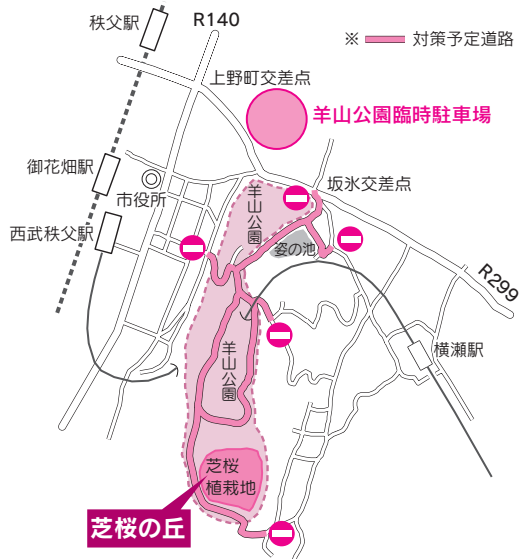 秩父駅
R140
※ 対策予定道路
上野町交差点
羊山公園臨時駐車場
御花畑駅
市役所
羊山公園
坂氷交差点
西武秩父駅
姿の池
R299
羊山公園
横瀬駅
芝桜
植栽地
芝桜の丘